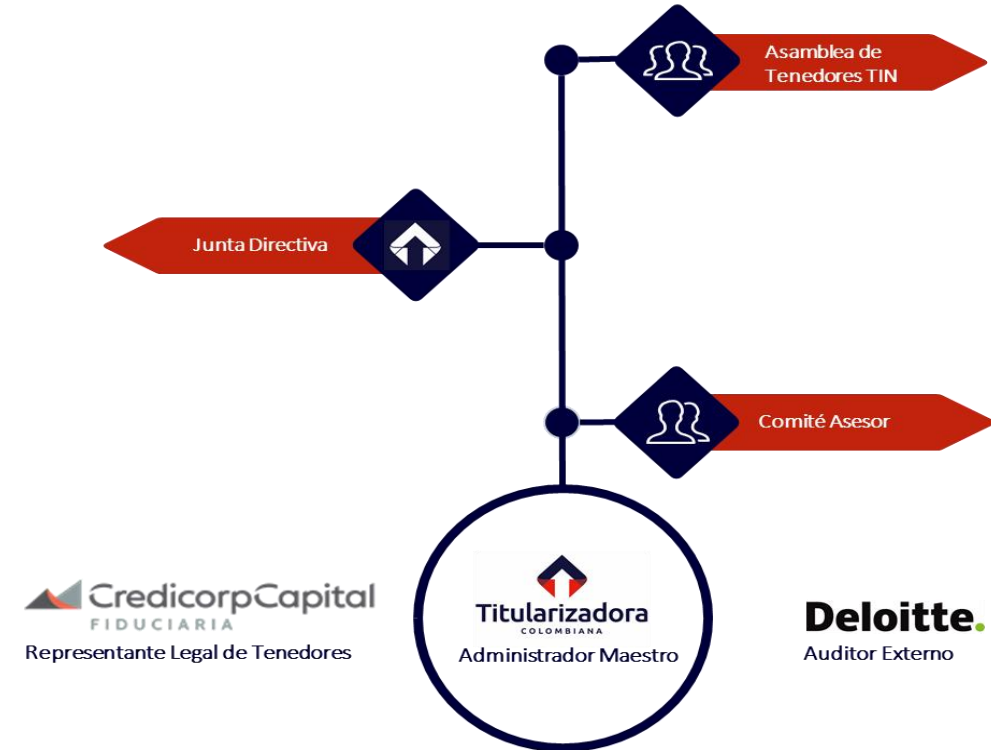 Asamblea de
Tenedores TIN
Junta Directiva
Comité Asesor
CredicorpCapital
FIDUCIARIA
Representante Legal de Tenedores
Titularizadora
COLOMBIANA
Administrador Maestro
Deloitte.
Auditor Externo